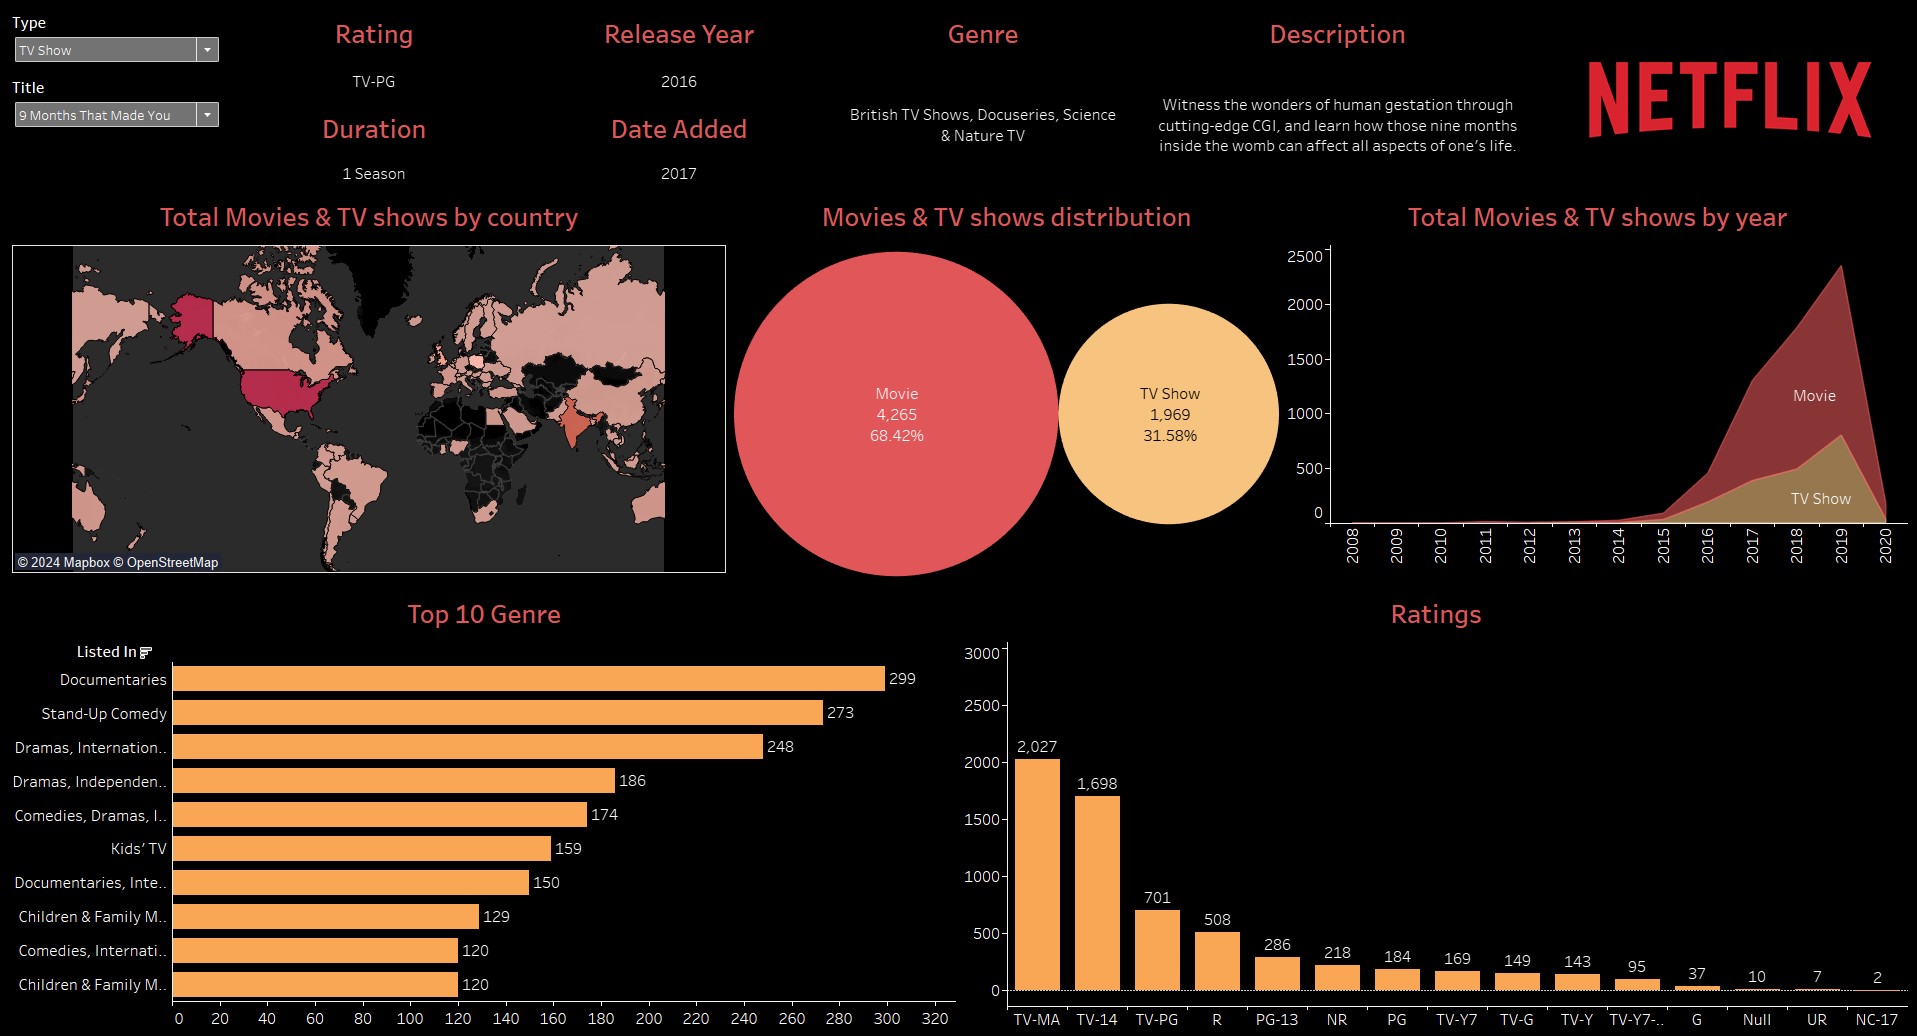 Type
TV Show
Title
9 Months That Made You
Rating
TV-PG
Duration
1 Season
Release Year
2016
Date Added
2017
Genre
British TV Shows, Docuseries, Science
& Nature TV
Description
Witness the wonders of human gestation through
cutting-edge CGI, and learn how those nine months
inside the womb can affect all aspects of one’s life.
NETFLIX
Total Movies & TV shows by country
© 2024 Mapbox © OpenStreetMap
Movies & TV shows distribution
Movie
4,265
68.42%
TV Show
1,969
31.58%
Total Movies & TV shows by year
2500
2000
1500
1000
500
0
Movie
TV Show
2008
2009
2010
2011
2012
2013
2014
2015
2016
2017
2018
2019
2020
Top 10 Genre
Listed In
Documentaries 299
Stand-Up Comedy 273
Dramas, Internation.. 248
Dramas, Independen.. 186
Comedies, Dramas, I.. 174
Kids’ TV 159
Documentaries, Inte.. 150
Children & Family M.. 129
Comedies, Internati.. 120
Children & Family M.. 120
0 20 40 60 80 100 120 140 160 180 200 220 240 260 280 300 320
Ratings
3000
2500
2000
1500
1000
500
0
2,027 1,698 701 508 286 218 184 169 149 143 95 37 10 7 2
TV-MA TV-14 TV-PG R PG-13 NR PG TV-Y7 TV-G TV-Y TV-Y7-.. G Null UR NC-17